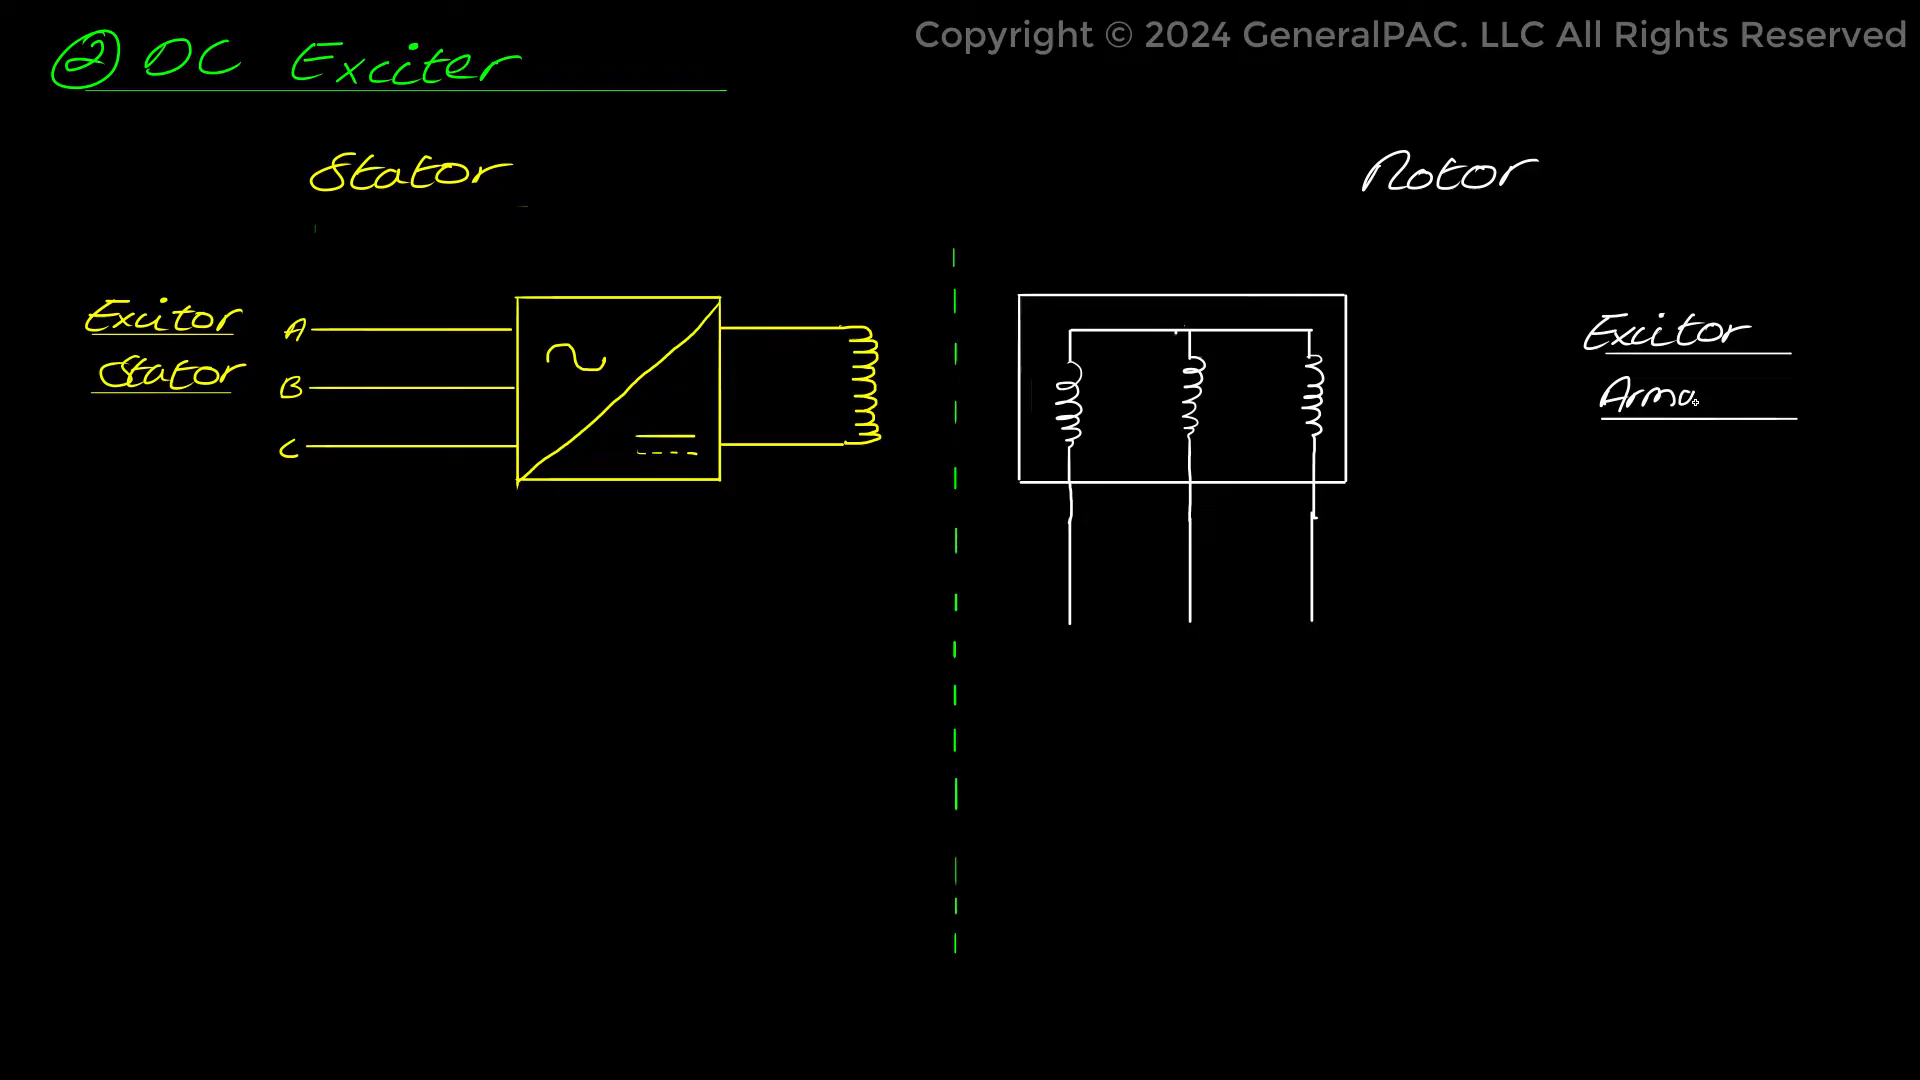 Copyright © 2024 GeneralPAC. LLC All Rights Reserved
2 DC Exciter
Stator
Rotor
Excitor
Stator
A
B
C
Excitor
Arma